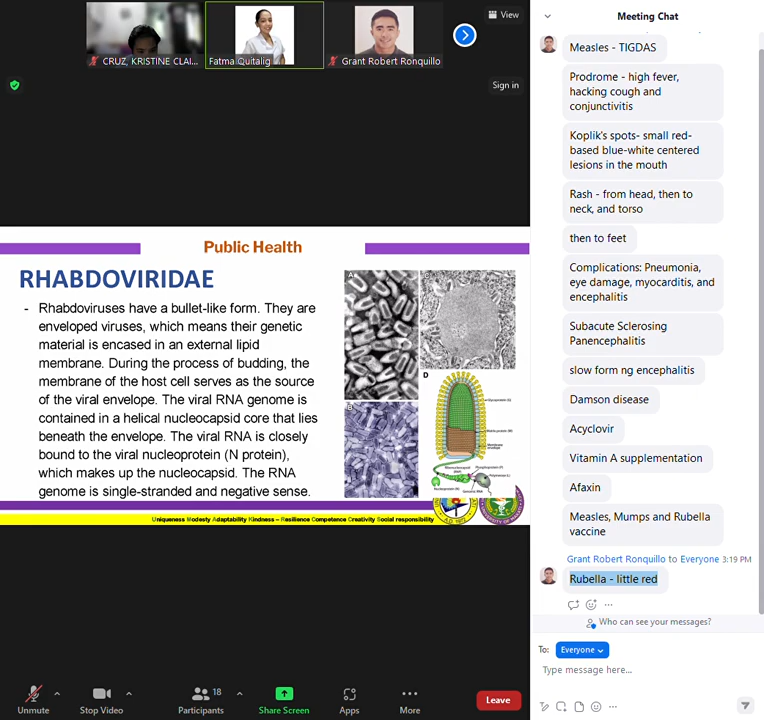 View
Meeting Chat
CRUZ, KRISTINE CLAI...
Fatma Quitalig
Grant Robert Ronquillo
Sign in
Public Health
RHABDOVIRIDAE
- Rhabdoviruses have a bullet-like form. They are
enveloped viruses, which means their genetic
material is encased in an external lipid
membrane. During the process of budding, the
membrane of the host cell serves as the source
of the viral envelope. The viral RNA genome is
contained in a helical nucleocapsid core that lies
beneath the envelope. The viral RNA is closely
bound to the viral nucleoprotein (N protein),
which makes up the nucleocapsid. The RNA
genome is single-stranded and negative sense.
A
B
C
D
Uniqueness Modesty Adaptability Kindness – Resilience Competence Creativity Social responsibility
Unmute
Stop Video
18
Participants
Share Screen
Apps
More
Leave
Measles - TIGDAS
Prodrome - high fever,
hacking cough and
conjunctivitis
Koplik's spots- small red-
based blue-white centered
lesions in the mouth
Rash - from head, then to
neck, and torso
then to feet
Complications: Pneumonia,
eye damage, myocarditis, and
encephalitis
Subacute Sclerosing
Panencephalitis
slow form ng encephalitis
Damson disease
Acyclovir
Vitamin A supplementation
Afaxin
Measles, Mumps and Rubella
vaccine
Grant Robert Ronquillo to Everyone 3:19 PM
Rubella - little red
Who can see your messages?
To: Everyone
Type message here...